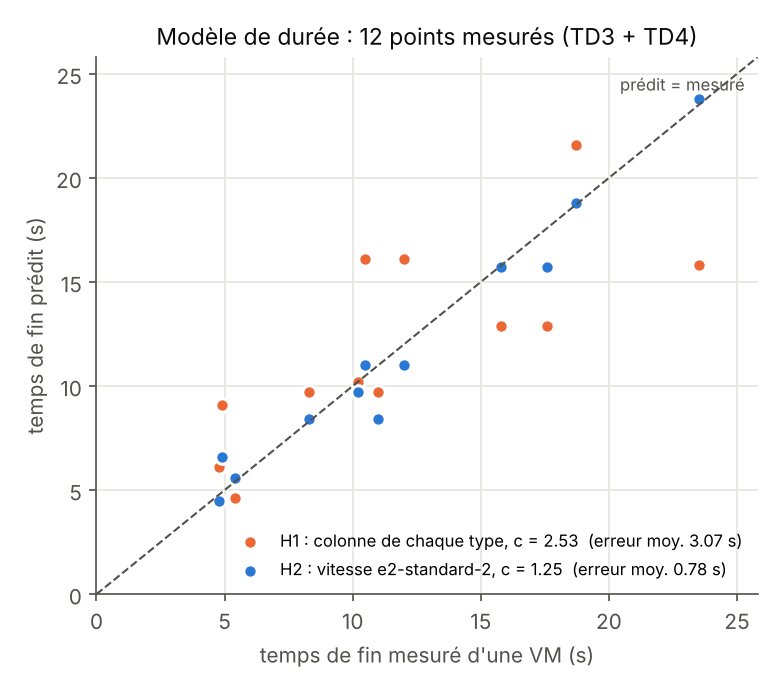 Modèle de durée : 12 points mesurés (TD3 + TD4)
25
prédit = mesuré
20
15
10
5
0
temps de fin prédit (s)
H1 : colonne de chaque type, c = 2.53 (erreur moy. 3.07 s)
H2 : vitesse e2-standard-2, c = 1.25 (erreur moy. 0.78 s)
0 5 10 15 20 25
temps de fin mesuré d'une VM (s)